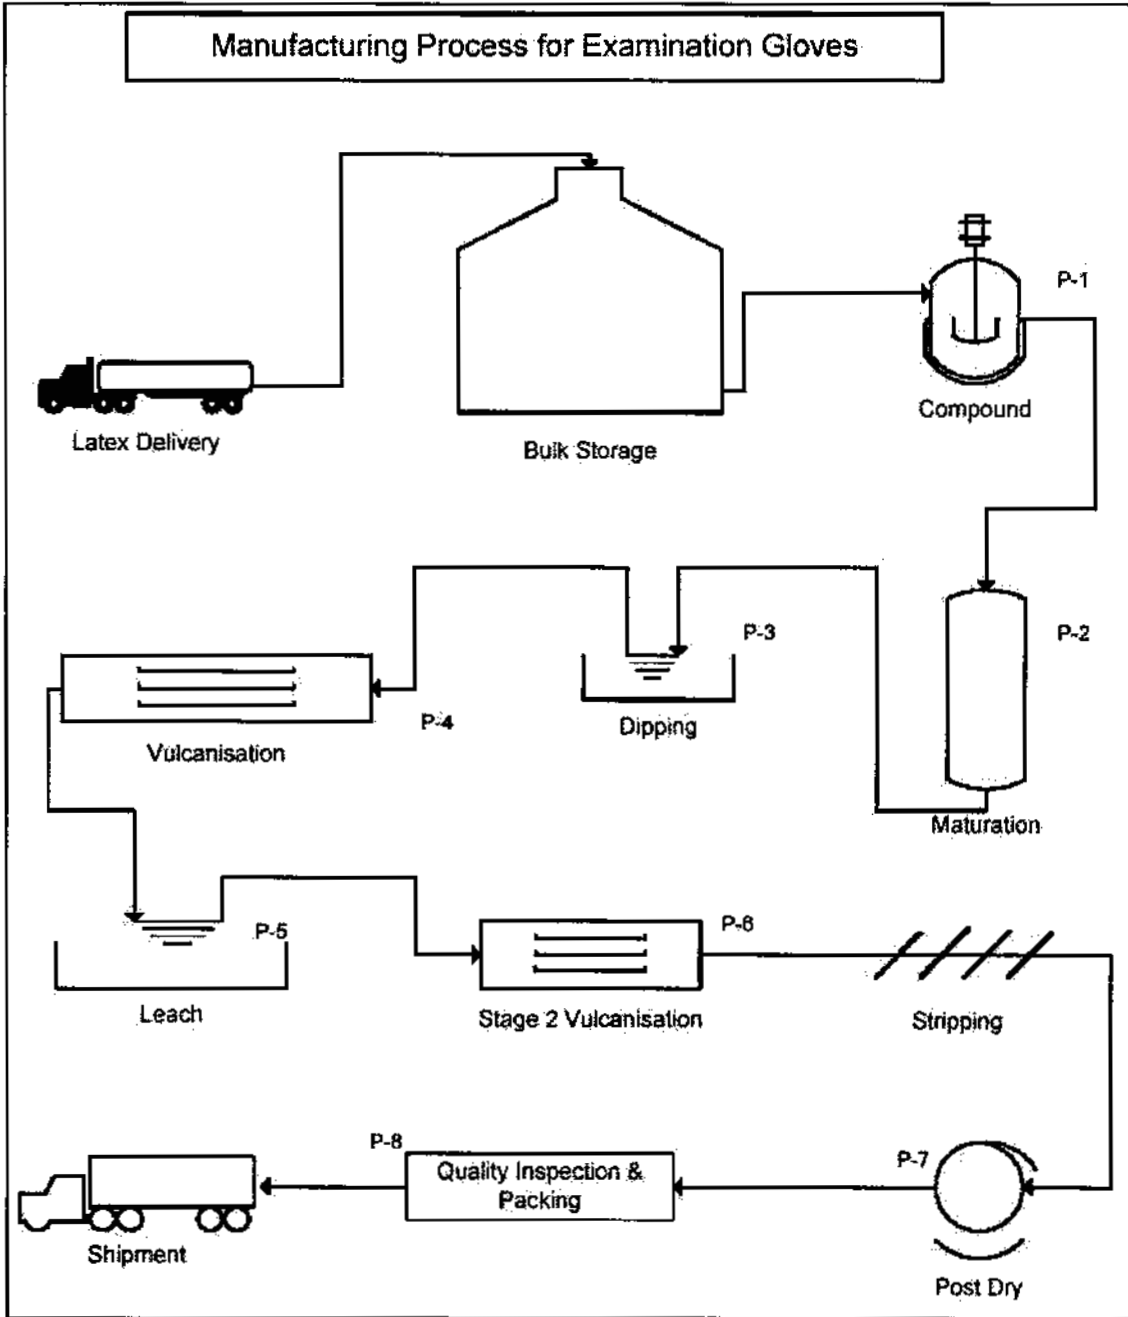 Manufacturing Process for Examination Gloves
P-1
Compound
Latex Delivery
Bulk Storage
P-3
P-2
P-4
Dipping
Vulcanisation
Maturation
P-5
P-6
Leach
Stage 2 Vulcanisation
Stripping
P-8
Quality Inspection &
Packing
P-7
Shipment
Post Dry